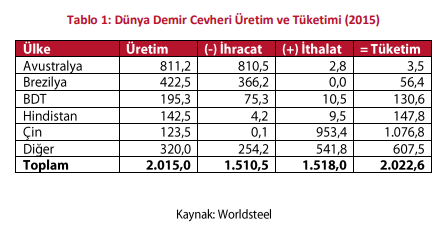 Tablo 1: Dünya Demir Cevheri Üretim ve Tüketimi (2015)
Ülke Üretim (-) İhracat (+) İthalat = Tüketim
Avustralya 811,2 810,5 2,8 3,5
Brezilya 422,5 366,2 0,0 56,4
BDT 195,3 75,3 10,5 130,6
Hindistan 142,5 4,2 9,5 147,8
Çin 123,5 0,1 953,4 1.076,8
Diğer 320,0 254,2 541,8 607,5
Toplam 2.015,0 1.510,5 1.518,0 2.022,6
Kaynak: Worldsteel